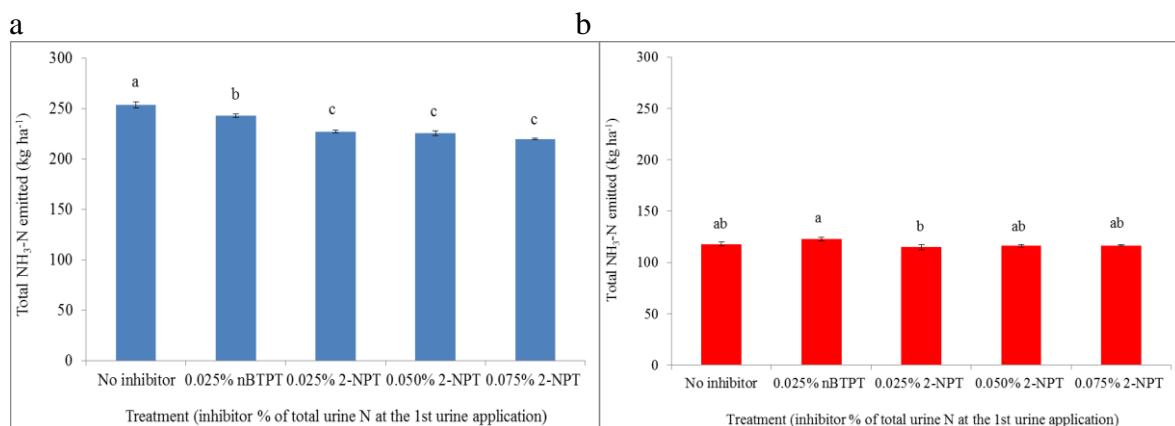 a
Total NH₃-N emitted (kg ha⁻¹)
300
250
200
150
100
50
0
a
b
c
c
c
No inhibitor
0.025% nBTPT
0.025% 2-NPT
0.050% 2-NPT
0.075% 2-NPT
Treatment (inhibitor % of total urine N at the 1st urine application)
b
Total NH₃-N emitted (kg ha⁻¹)
300
250
200
150
100
50
0
ab
a
b
ab
ab
No inhibitor
0.025% nBTPT
0.025% 2-NPT
0.050% 2-NPT
0.075% 2-NPT
Treatment (inhibitor % of total urine N at the 1st urine application)